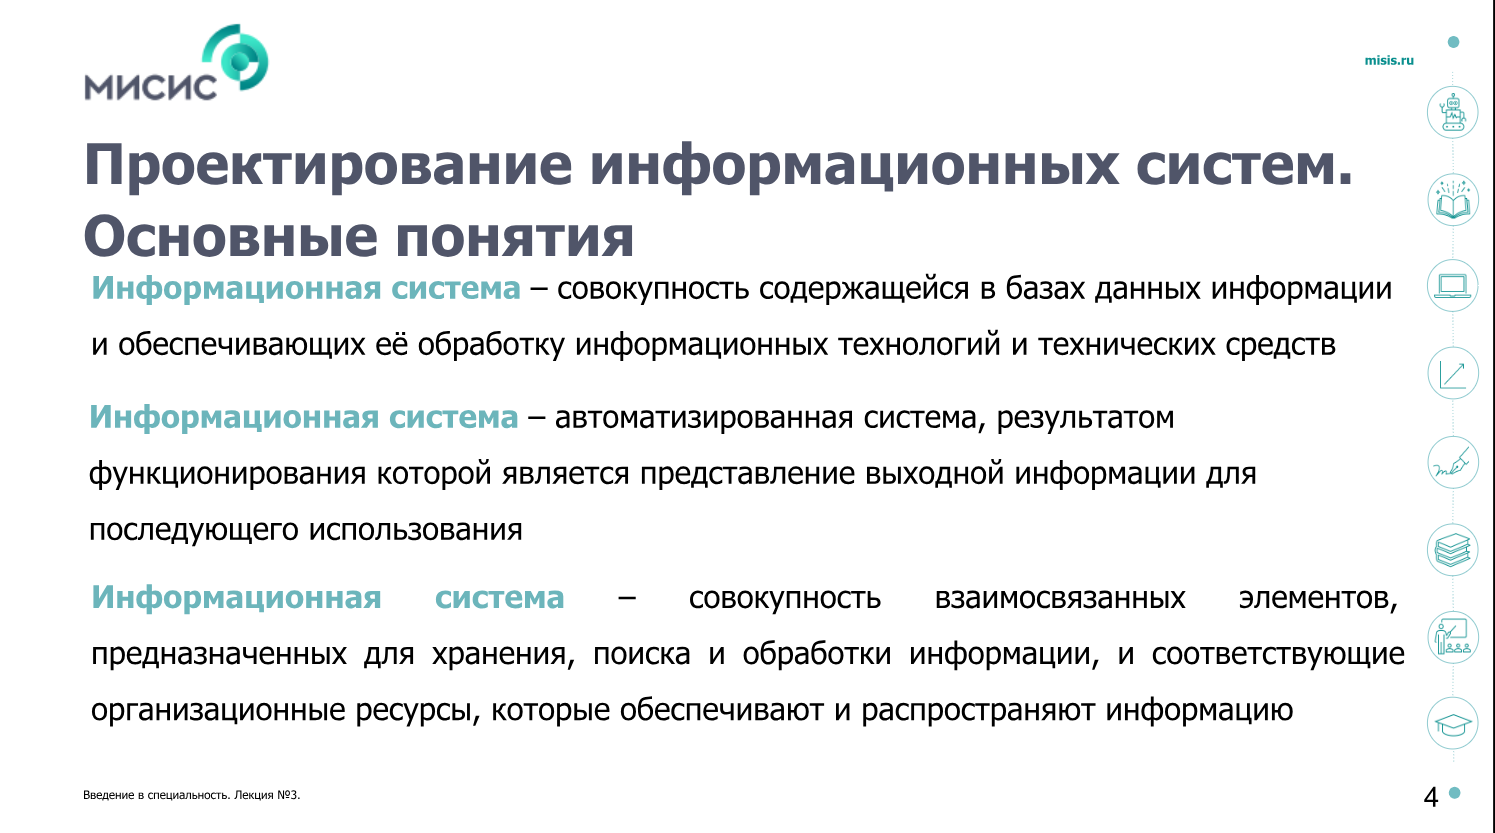 МИСИС
misis.ru
Проектирование информационных систем.
Основные понятия
Информационная система – совокупность содержащейся в базах данных информации
и обеспечивающих её обработку информационных технологий и технических средств
Информационная система – автоматизированная система, результатом
функционирования которой является представление выходной информации для
последующего использования
Информационная система – совокупность взаимосвязанных элементов,
предназначенных для хранения, поиска и обработки информации, и соответствующие
организационные ресурсы, которые обеспечивают и распространяют информацию
Введение в специальность. Лекция №3.
4